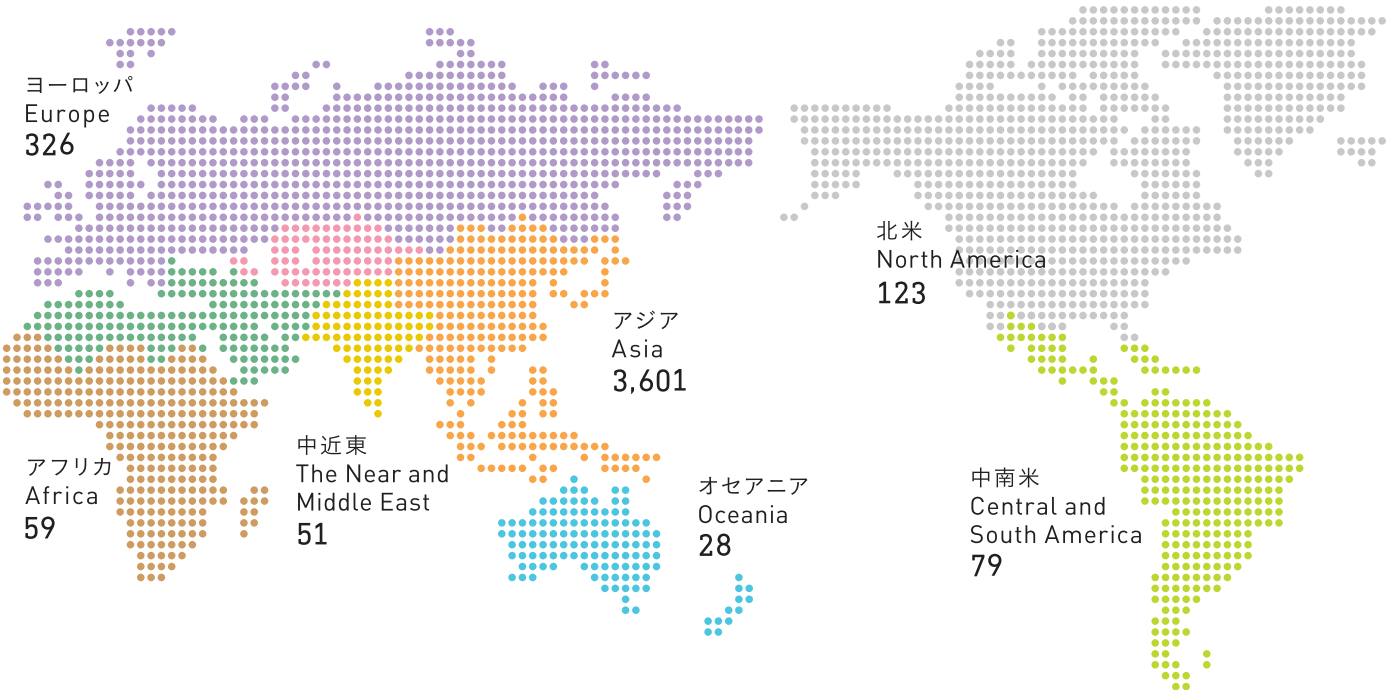 ヨーロッパ
Europe
326
北米
North America
123
アジア
Asia
3,601
中近東
The Near and
Middle East
51
アフリカ
Africa
59
オセアニア
Oceania
28
中南米
Central and
South America
79